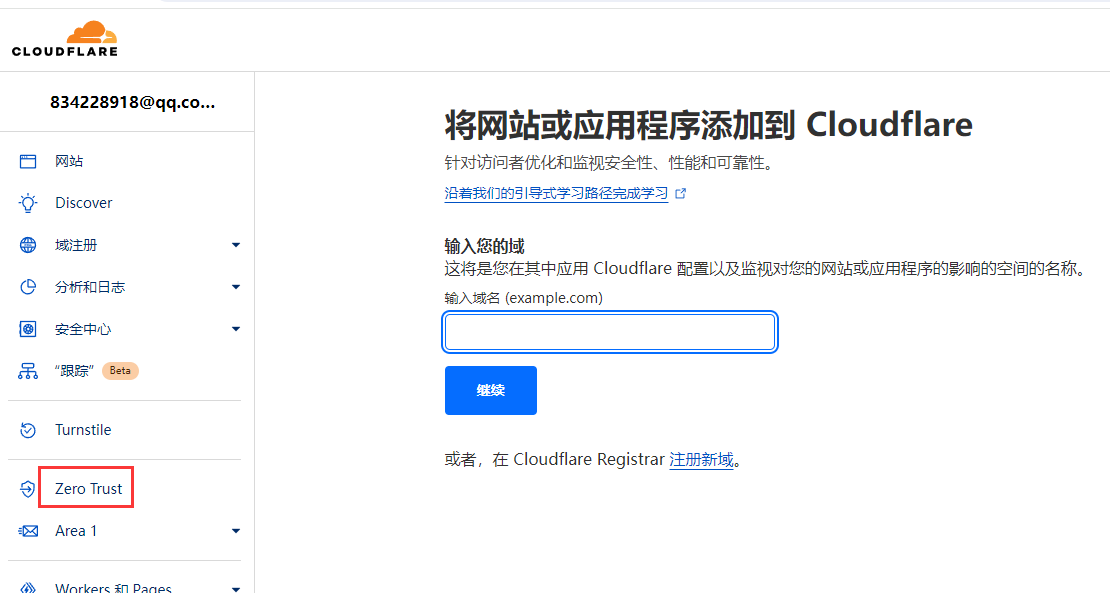 CLOUDFLARE
834228918@qq.co...
网站
Discover
域注册
分析和日志
安全中心
“跟踪” Beta
Turnstile
Zero Trust
Area 1
Workers 和 Pages
将网站或应用程序添加到 Cloudflare
针对访问者优化和监视安全性、性能和可靠性。
沿着我们的引导式学习路径完成学习
输入您的域
这将是您在其中应用 Cloudflare 配置以及监视对您的网站或应用程序的影响的空间的名称。
输入域名 (example.com)
继续
或者，在 Cloudflare Registrar 注册新域。